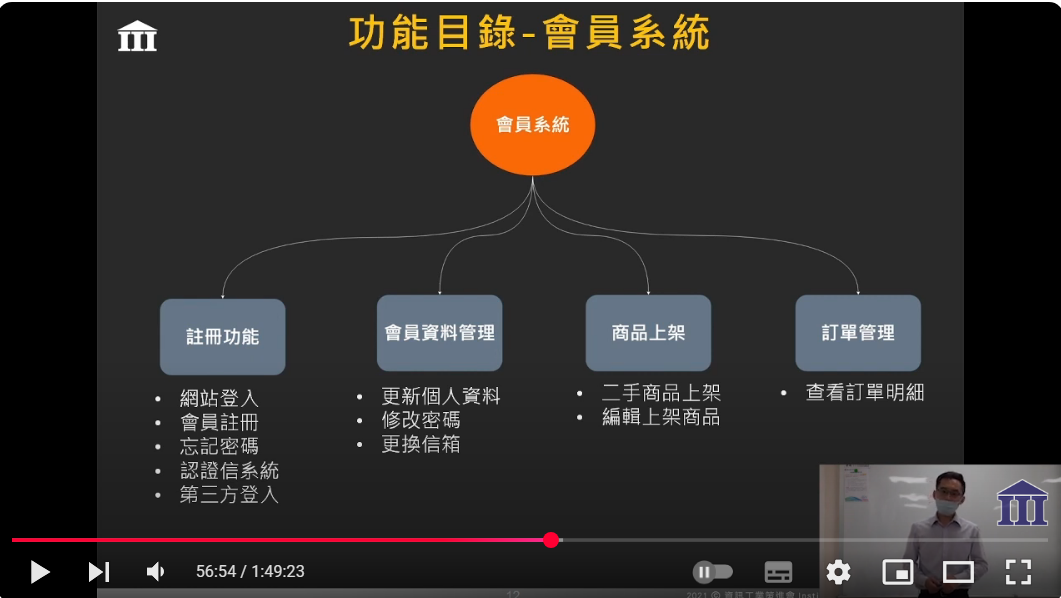 功能目錄-會員系統
會員系統
註冊功能
網站登入
會員註冊
忘記密碼
認證信系統
第三方登入
會員資料管理
更新個人資料
修改密碼
更換信箱
商品上架
二手商品上架
編輯上架商品
訂單管理
查看訂單明細
56:54 / 1:49:23
12